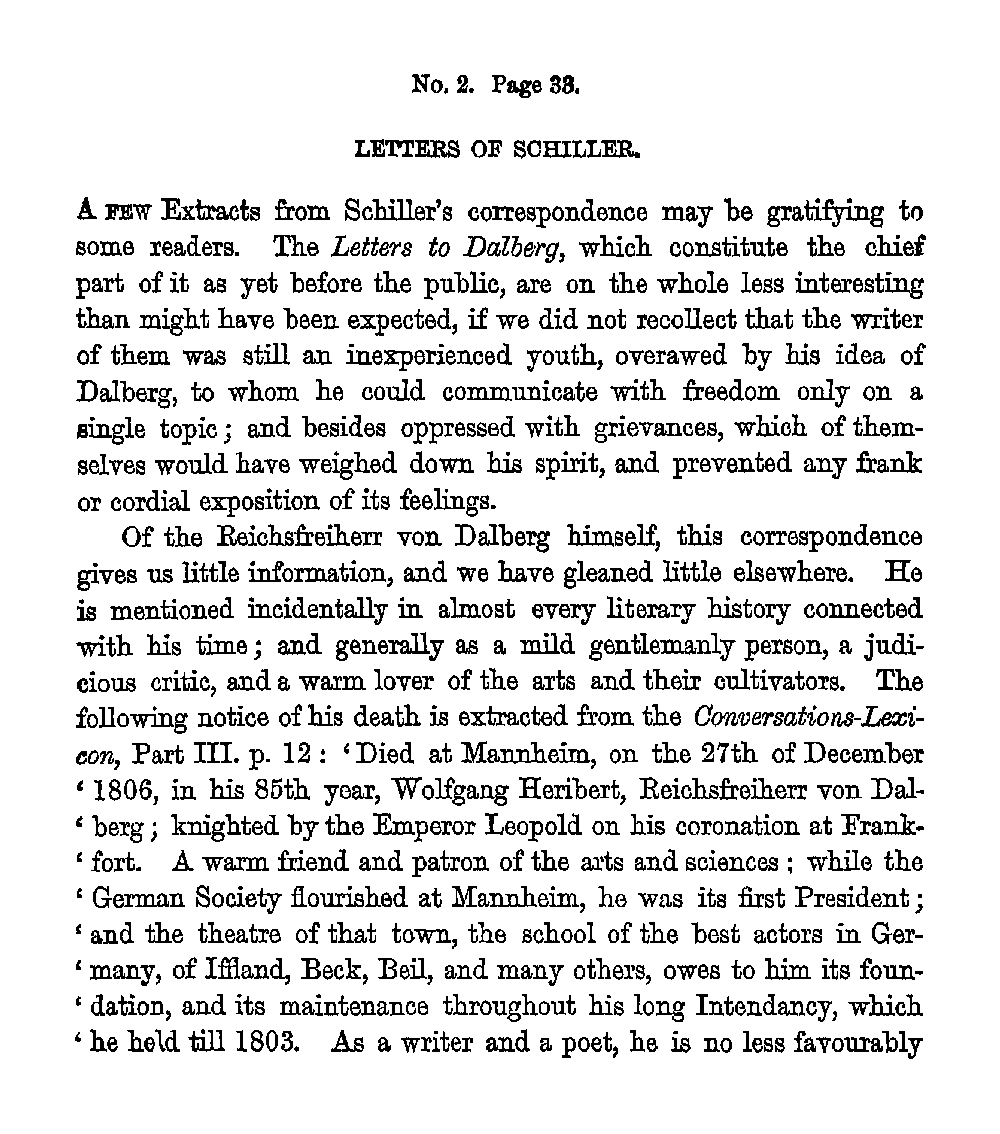 No. 2. Page 33.
LETTERS OF SCHILLER.
A FEW Extracts from Schiller's correspondence may be gratifying to
some readers. The Letters to Dalberg, which constitute the chief
part of it as yet before the public, are on the whole less interesting
than might have been expected, if we did not recollect that the writer
of them was still an inexperienced youth, overawed by his idea of
Dalberg, to whom he could communicate with freedom only on a
single topic; and besides oppressed with grievances, which of them-
selves would have weighed down his spirit, and prevented any frank
or cordial exposition of its feelings.
Of the Reichsfreiherr von Dalberg himself, this correspondence
gives us little information, and we have gleaned little elsewhere. He
is mentioned incidentally in almost every literary history connected
with his time; and generally as a mild gentlemanly person, a judi-
cious critic, and a warm lover of the arts and their cultivators. The
following notice of his death is extracted from the Conversations-Lexi-
con, Part III. p. 12: ‘Died at Mannheim, on the 27th of December
‘1806, in his 85th year, Wolfgang Heribert, Reichsfreiherr von Dal-
‘berg; knighted by the Emperor Leopold on his coronation at Frank-
‘fort. A warm friend and patron of the arts and sciences; while the
‘German Society flourished at Mannheim, he was its first President;
‘and the theatre of that town, the school of the best actors in Ger-
‘many, of Iffland, Beck, Beil, and many others, owes to him its foun-
‘dation, and its maintenance throughout his long Intendancy, which
‘he held till 1803. As a writer and a poet, he is no less favourably